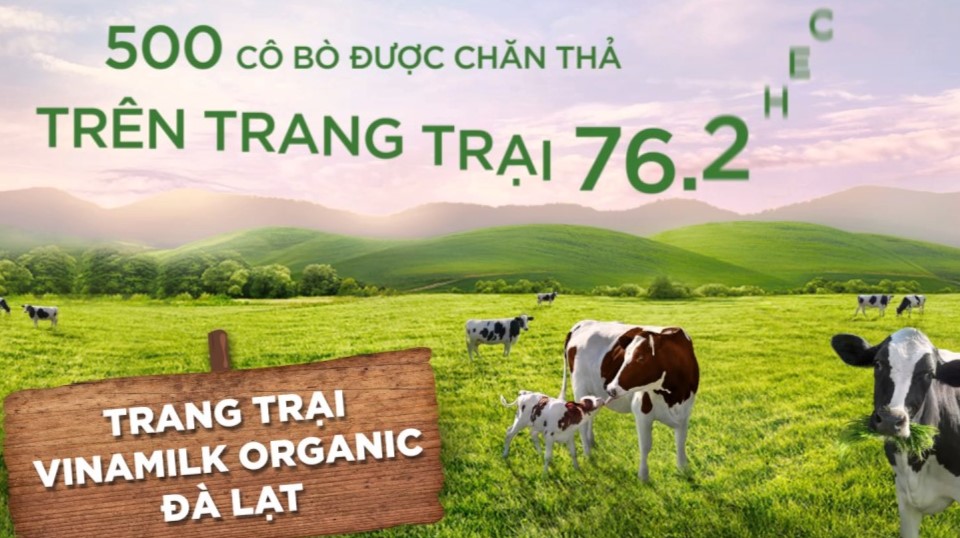 500 CÔ BÒ ĐƯỢC CHĂN THẢ
TRÊN TRANG TRẠI 76.2 HEC
TRANG TRẠI
VINAMILK ORGANIC
ĐÀ LẠT